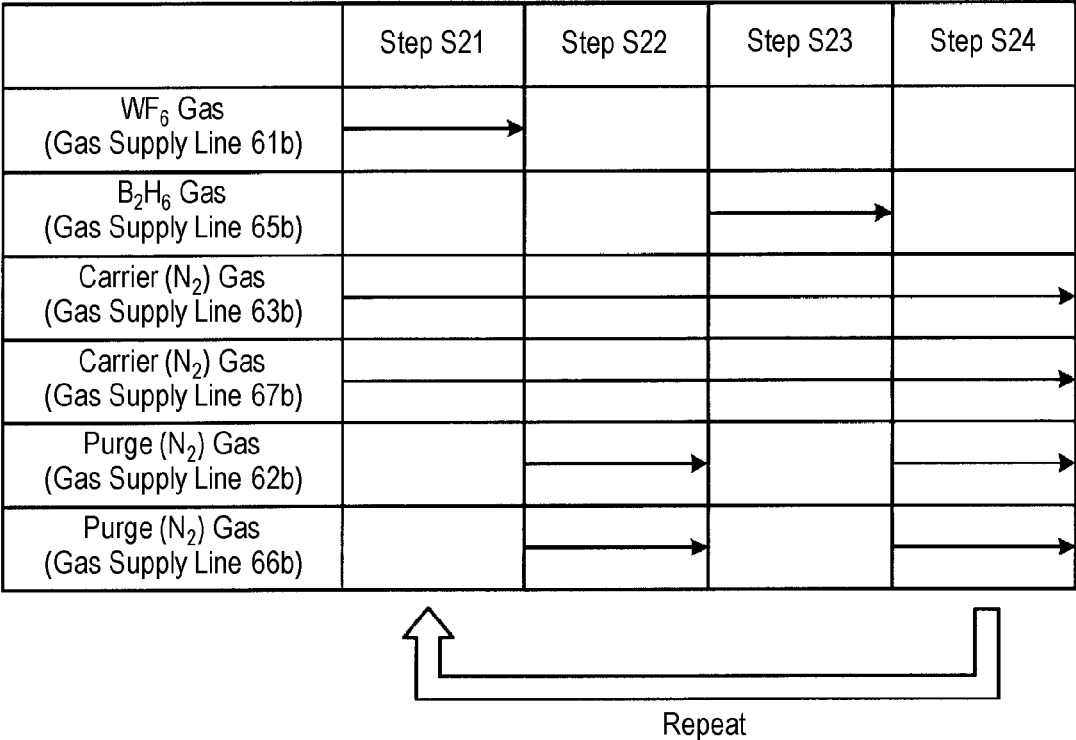 Step S21 Step S22 Step S23 Step S24
WF₆ Gas
(Gas Supply Line 61b)
B₂H₆ Gas
(Gas Supply Line 65b)
Carrier (N₂) Gas
(Gas Supply Line 63b)
Carrier (N₂) Gas
(Gas Supply Line 67b)
Purge (N₂) Gas
(Gas Supply Line 62b)
Purge (N₂) Gas
(Gas Supply Line 66b)
Repeat